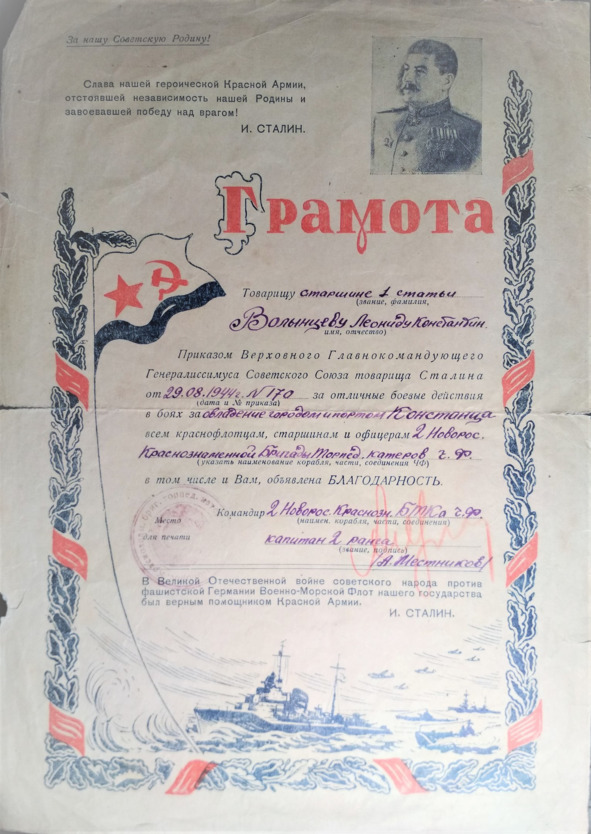 За нашу Советскую Родину!
Слава нашей героической Красной Армии,
отстоявшей независимость нашей Родины и
завоевавшей победу над врагом!
И. СТАЛИН.
Грамота
Товарищу старшине 1 статьи
(звание, фамилия,
Волынцеву Леониду Константин.
имя, отчество)
Приказом Верховного Главнокомандующего
Генералиссимуса Советского Союза товарища Сталина
от 29.08.1944 г. N 170 за отличные боевые действия
(дата и № приказа)
в боях за овладение городом и портом Констанца
всем краснофлотцам, старшинам и офицерам 2 Новорос.
Краснознаменной Бригады Торпед. катеров Ч.Ф.
(указать наименование корабля, части, соединения ЧФ)
в том числе и Вам, объявлена БЛАГОДАРНОСТЬ.
Место
для печати
Командир 2 Новорос. Краснозн. БТКа Ч.Ф.
(наимен. корабля, части, соединения)
капитан 2 ранга
(звание, подпись)
/А. Местников/
В Великой Отечественной войне советского народа против
фашистской Германии Военно-Морской Флот нашего государства
был верным помощником Красной Армии.
И. СТАЛИН.